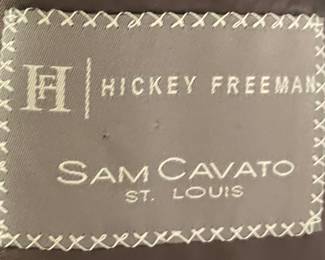 HF | HICKEY FREEMAN
SAM CAVATO
ST. LOUIS